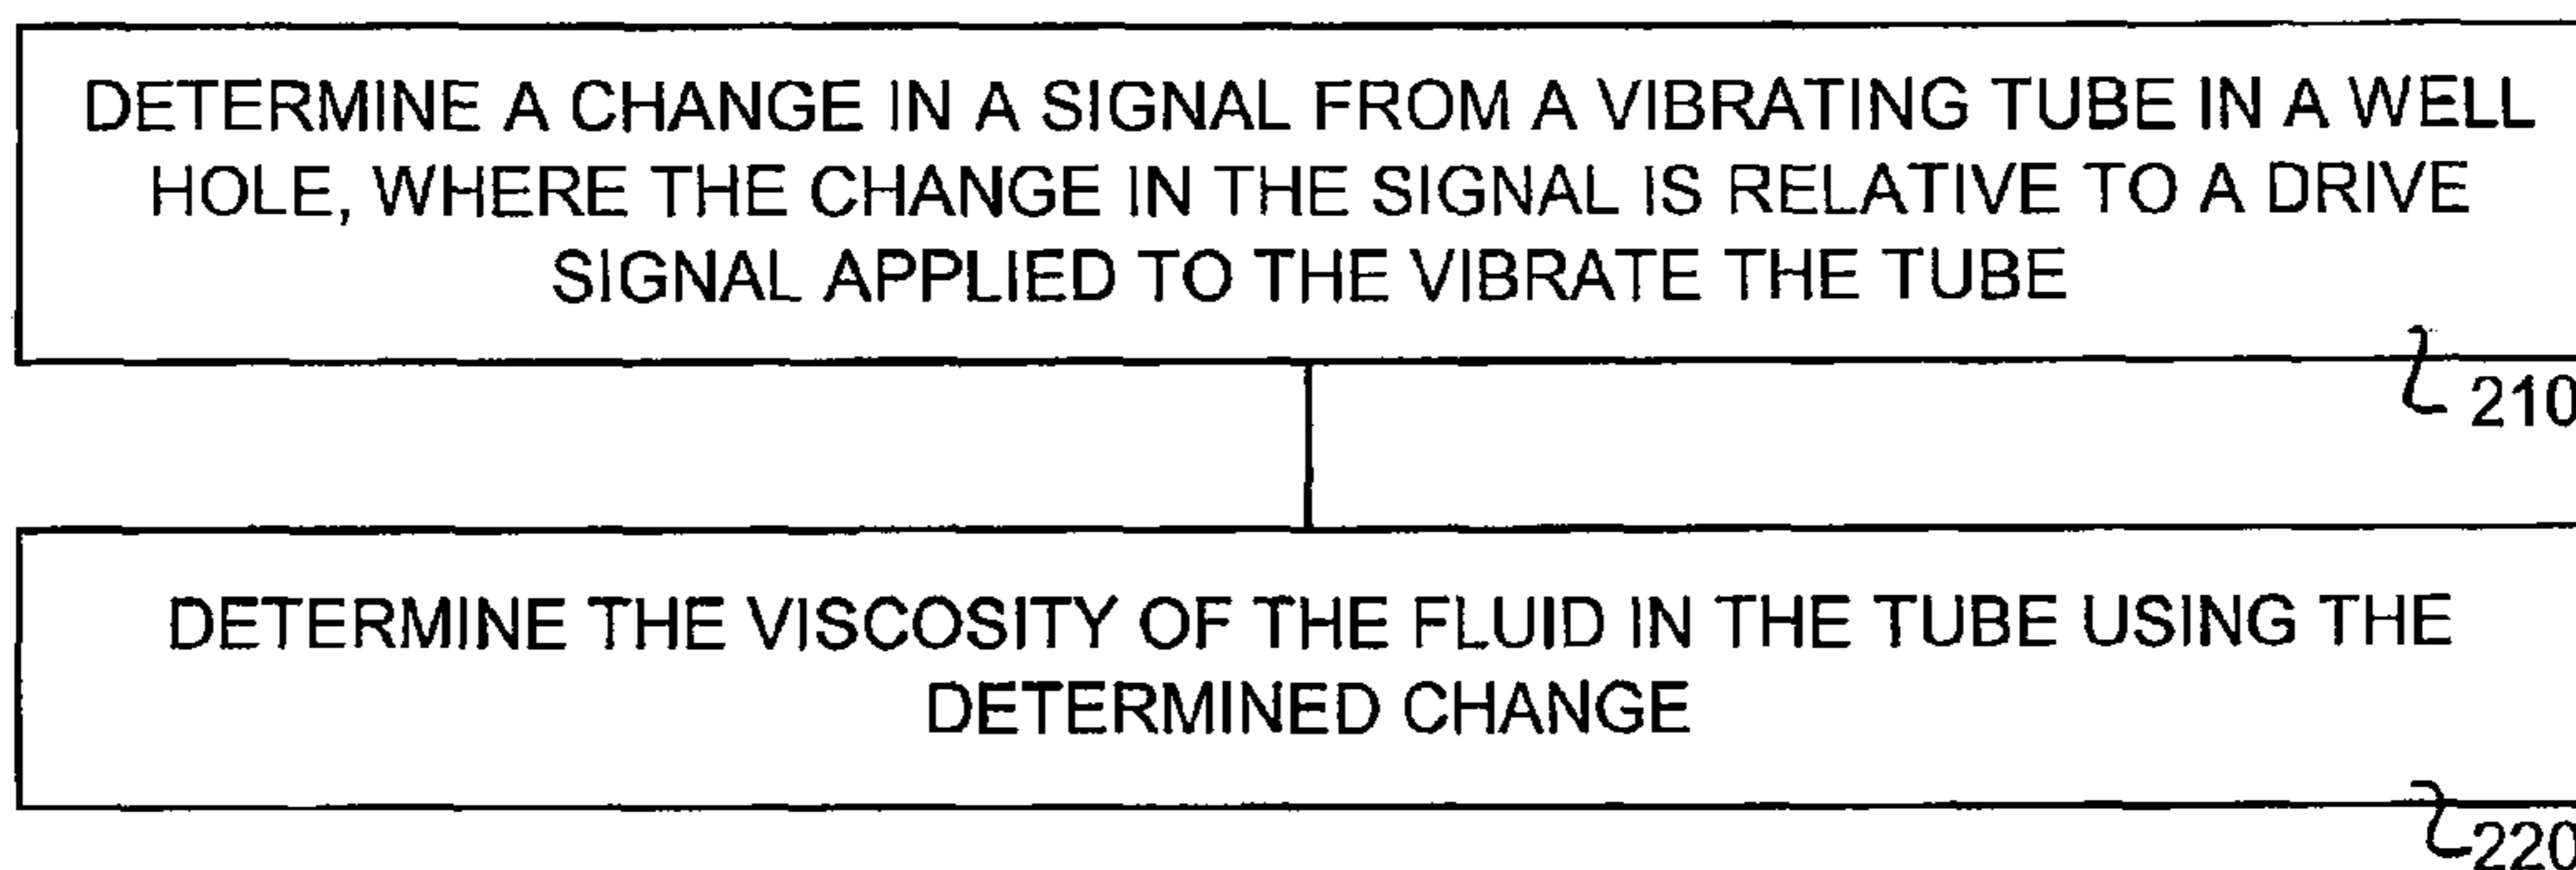 DETERMINE A CHANGE IN A SIGNAL FROM A VIBRATING TUBE IN A WELL
HOLE, WHERE THE CHANGE IN THE SIGNAL IS RELATIVE TO A DRIVE
SIGNAL APPLIED TO THE VIBRATE THE TUBE
210
DETERMINE THE VISCOSITY OF THE FLUID IN THE TUBE USING THE
DETERMINED CHANGE
220